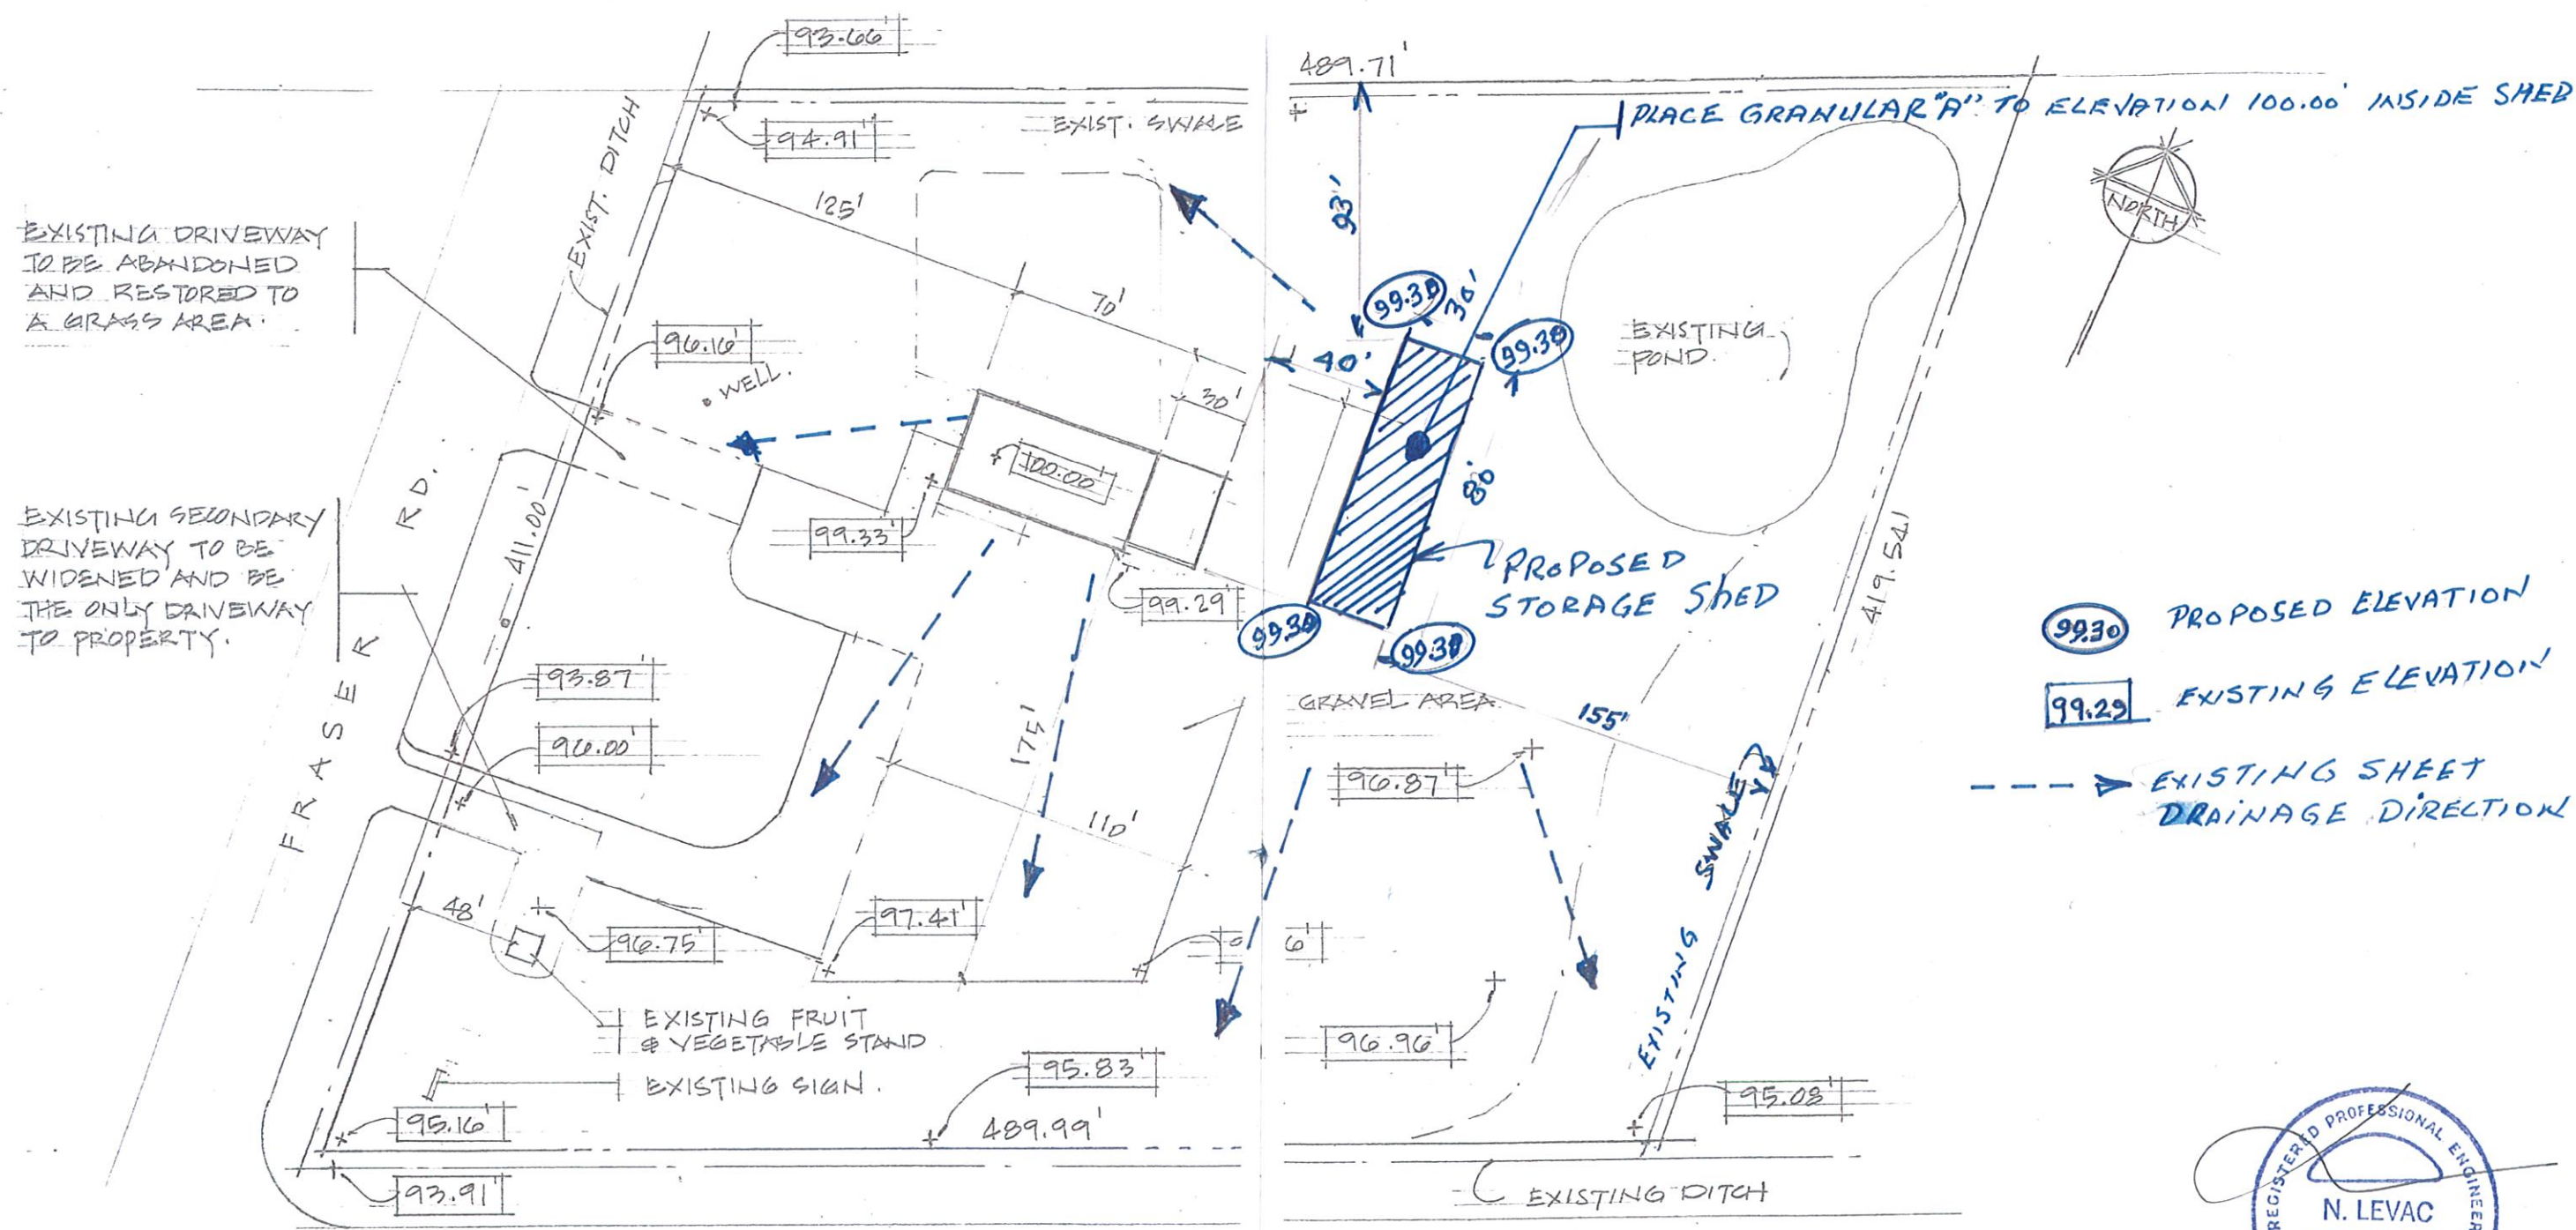 93.66'
489.71'
PLACE GRANULAR "A" TO ELEVATION 100.00' INSIDE SHED
94.91'
EXIST. SWALE
EXIST. DITCH
125'
93'
NORTH
EXISTING DRIVEWAY
TO BE ABANDONED
AND RESTORED TO
A GRASS AREA.
70'
99.30
30'
99.30
96.16'
WELL.
40'
30'
EXISTING
POND.
100.00'
80'
99.33'
411.00'
RD.
EXISTING SECONDARY
DRIVEWAY TO BE
WIDENED AND BE
THE ONLY DRIVEWAY
TO PROPERTY.
FRASER
99.29'
PROPOSED
STORAGE SHED
419.54'
99.30
99.30
99.30 PROPOSED ELEVATION
99.29 EXISTING ELEVATION
EXISTING SHEET
DRAINAGE DIRECTION
93.87'
96.00'
GRAVEL AREA
155'
175'
96.87'
110'
EXISTING SWALE
48'
96.75'
97.41'
6'
EXISTING FRUIT
& VEGETABLE STAND
EXISTING SIGN.
96.96'
95.83'
95.08'
95.16'
489.99'
93.91'
EXISTING DITCH
REGISTERED PROFESSIONAL ENGINEER
N. LEVAC